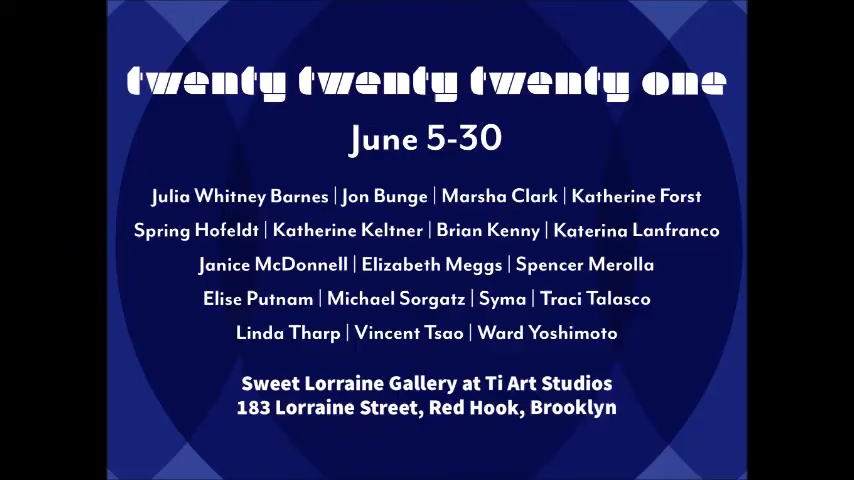 twenty twenty twenty one
June 5-30
Julia Whitney Barnes | Jon Bunge | Marsha Clark | Katherine Forst
Spring Hofeldt | Katherine Keltner | Brian Kenny | Katerina Lanfranco
Janice McDonnell | Elizabeth Meggs | Spencer Merolla
Elise Putnam | Michael Sorgatz | Syma | Traci Talasco
Linda Tharp | Vincent Tsao | Ward Yoshimoto
Sweet Lorraine Gallery at Ti Art Studios
183 Lorraine Street, Red Hook, Brooklyn